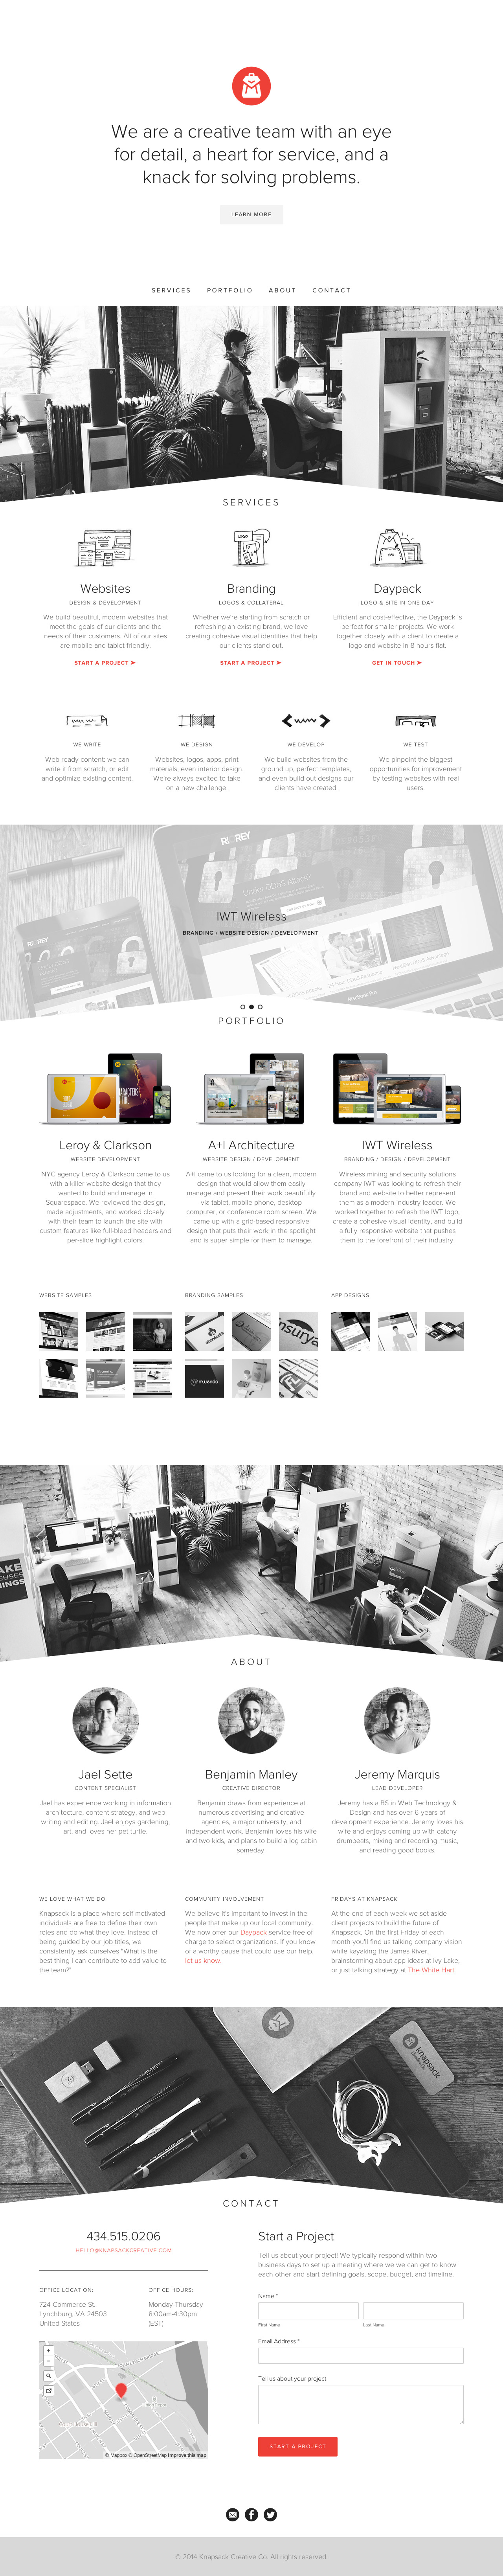 We are a creative team with an eye
for detail, a heart for service, and a
knack for solving problems.
LEARN MORE
SERVICES PORTFOLIO ABOUT CONTACT
SERVICES
Websites
DESIGN & DEVELOPMENT
We build beautiful, modern websites that
meet the goals of our clients and the
needs of their customers. All of our sites
are mobile and tablet friendly.
START A PROJECT ➤
Branding
LOGOS & COLLATERAL
Whether we're starting from scratch or
refreshing an existing brand, we love
creating cohesive visual identities that help
our clients stand out.
START A PROJECT ➤
Daypack
LOGO & SITE IN ONE DAY
Efficient and cost-effective, the Daypack is
perfect for smaller projects. We work
together closely with a client to create a
logo and website in 8 hours flat.
GET IN TOUCH ➤
WE WRITE
Web-ready content: we can
write it from scratch, or edit
and optimize existing content.
WE DESIGN
Websites, logos, apps, print
materials, even interior design.
We're always excited to take
on a new challenge.
WE DEVELOP
We build websites from the
ground up, perfect templates,
and even build out designs our
clients have created.
WE TEST
We pinpoint the biggest
opportunities for improvement
by testing websites with real
users.
IWT Wireless
BRANDING / WEBSITE DESIGN / DEVELOPMENT
PORTFOLIO
Leroy & Clarkson
WEBSITE DEVELOPMENT
NYC agency Leroy & Clarkson came to us
with a killer website design that they
wanted to build and manage in
Squarespace. We reviewed the design,
made adjustments, and worked closely
with their team to launch the site with
custom features like full-bleed headers and
per-slide highlight colors.
A+I Architecture
WEBSITE DESIGN / DEVELOPMENT
A+I came to us looking for a clean, modern
design that would allow them easily
manage and present their work beautifully
via tablet, mobile phone, desktop
computer, or conference room screen. We
came up with a grid-based responsive
design that puts their work in the spotlight
and is super simple for them to manage.
IWT Wireless
BRANDING / DESIGN / DEVELOPMENT
Wireless mining and security solutions
company IWT was looking to refresh their
brand and website to better represent
them as a modern industry leader. We
worked together to refresh the IWT logo,
create a cohesive visual identity, and build
a fully responsive website that pushes
them to the forefront of their industry.
WEBSITE SAMPLES
BRANDING SAMPLES
APP DESIGNS
ABOUT
Jael Sette
CONTENT SPECIALIST
Jael has experience working in information
architecture, content strategy, and web
writing and editing. Jael enjoys gardening,
art, and loves her pet turtle.
Benjamin Manley
CREATIVE DIRECTOR
Benjamin draws from experience at
numerous advertising and creative
agencies, a major university, and
independent work. Benjamin loves his wife
and two kids, and plans to build a log cabin
someday.
Jeremy Marquis
LEAD DEVELOPER
Jeremy has a BS in Web Technology &
Design and has over 6 years of
development experience. Jeremy loves his
wife and enjoys coming up with catchy
drumbeats, mixing and recording music,
and reading good books.
WE LOVE WHAT WE DO
Knapsack is a place where self-motivated
individuals are free to define their own
roles and do what they love. Instead of
being guided by our job titles, we
consistently ask ourselves "What is the
best thing I can contribute to add value to
the team?"
COMMUNITY INVOLVEMENT
We believe it's important to invest in the
people that make up our local community.
We now offer our Daypack service free of
charge to select organizations. If you know
of a worthy cause that could use our help,
let us know.
FRIDAYS AT KNAPSACK
At the end of each week we set aside
client projects to build the future of
Knapsack. On the first Friday of each
month you'll find us talking company vision
while kayaking the James River,
brainstorming about app ideas at Ivy Lake,
or just talking strategy at The White Hart.
knapsack
CONTACT
434.515.0206
HELLO@KNAPSACKCREATIVE.COM
OFFICE LOCATION:
724 Commerce St.
Lynchburg, VA 24503
United States
OFFICE HOURS:
Monday-Thursday
8:00am-4:30pm
(EST)
© Mapbox © OpenStreetMap Improve this map
Start a Project
Tell us about your project! We typically respond within two
business days to set up a meeting where we we can get to know
each other and start defining goals, scope, budget, and timeline.
Name *
First Name
Last Name
Email Address *
Tell us about your project
START A PROJECT
© 2014 Knapsack Creative Co. All rights reserved.